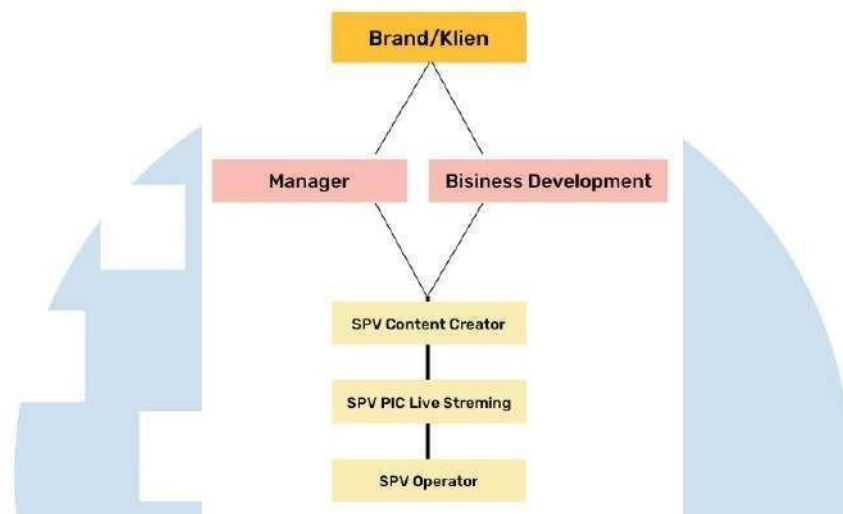 Brand/Klien
Manager
Bisiness Development
SPV Content Creator
SPV PIC Live Streming
SPV Operator